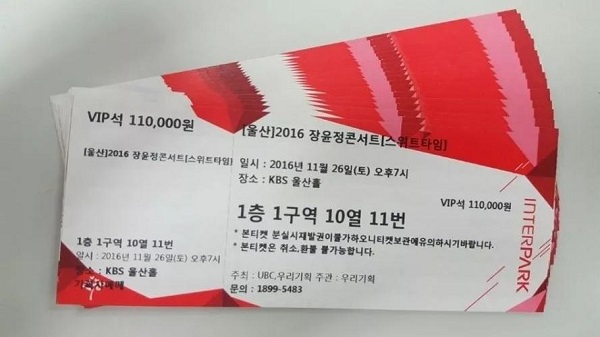 VIP석 110,000원
[울산]2016 장윤정콘서트[스위트타임]
1층 1구역 10열 11번
일시 : 2016년 11월 26일(토) 오후7시
장소 : KBS 울산홀
[울산]2016 장윤정콘서트[스위트타임]
일시 : 2016년 11월 26일(토) 오후7시
장소 : KBS 울산홀
VIP석 110,000원
1층 1구역 10열 11번
* 본티켓 분실시재발권이불가하오니티켓보관에유의하시기바랍니다.
* 본티켓은 취소,환불 불가능합니다.
주최 : UBC,우리기획 주관 : 우리기획
문의 : 1899-5483
INTERPARK